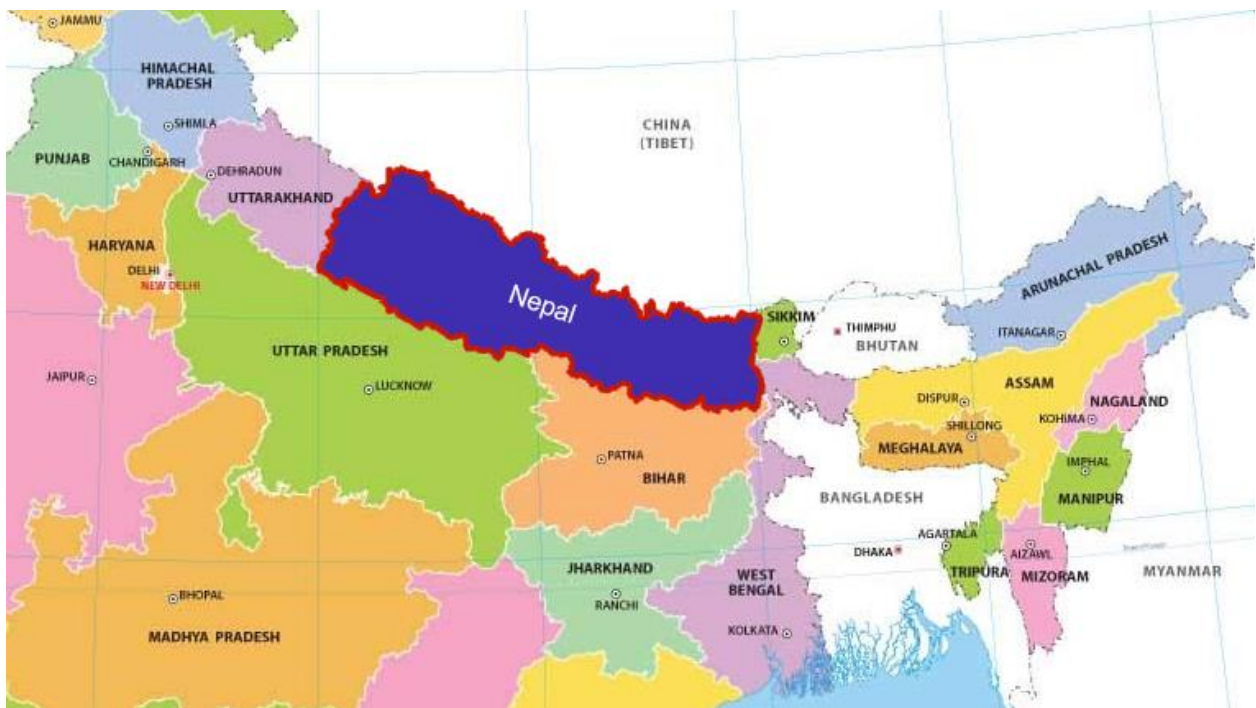 JAMMU
HIMACHAL
PRADESH
SHIMLA
CHINA
(TIBET)
PUNJAB
CHANDIGARH
DEHRADUN
UTTARAKHAND
HARYANA
DELHI
NEW DELHI
Nepal
ARUNACHAL PRADESH
SIKKIM
THIMPHU
BHUTAN
ITANAGAR
UTTAR PRADESH
JAIPUR
LUCKNOW
ASSAM
DISPUR
NAGALAND
KOHIMA
SHILLONG
MEGHALAYA
PATNA
BIHAR
IMPHAL
MANIPUR
BANGLADESH
AGARTALA
DHAKA
AIZAWL
TRIPURA
MIZORAM
MYANMAR
JHARKHAND
RANCHI
WEST
BENGAL
KOLKATA
BHOPAL
MADHYA PRADESH